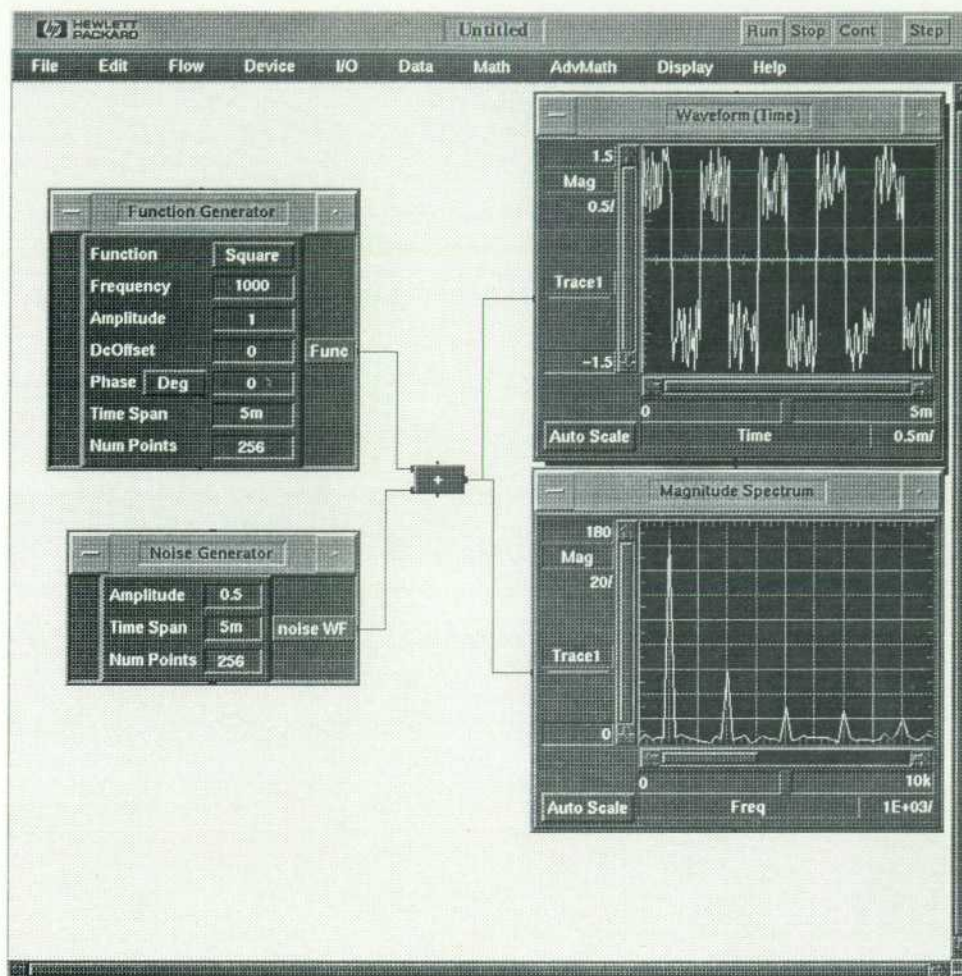 hp HEWLETT PACKARD
Untitled
Run Stop Cont Step
File Edit Flow Device I/O Data Math AdvMath Display Help
Function Generator
Function Square
Frequency 1000
Amplitude 1
DcOffset 0
Phase Deg 0
Time Span 5m
Num Points 256
Func
Noise Generator
Amplitude 0.5
Time Span 5m
Num Points 256
noise WF
+
Waveform (Time)
1.5
Mag
0.5/
Trace1
-1.5
0 5m
Auto Scale Time 0.5m/
Magnitude Spectrum
180
Mag
20/
Trace1
0
0 10k
Auto Scale Freq 1E+03/